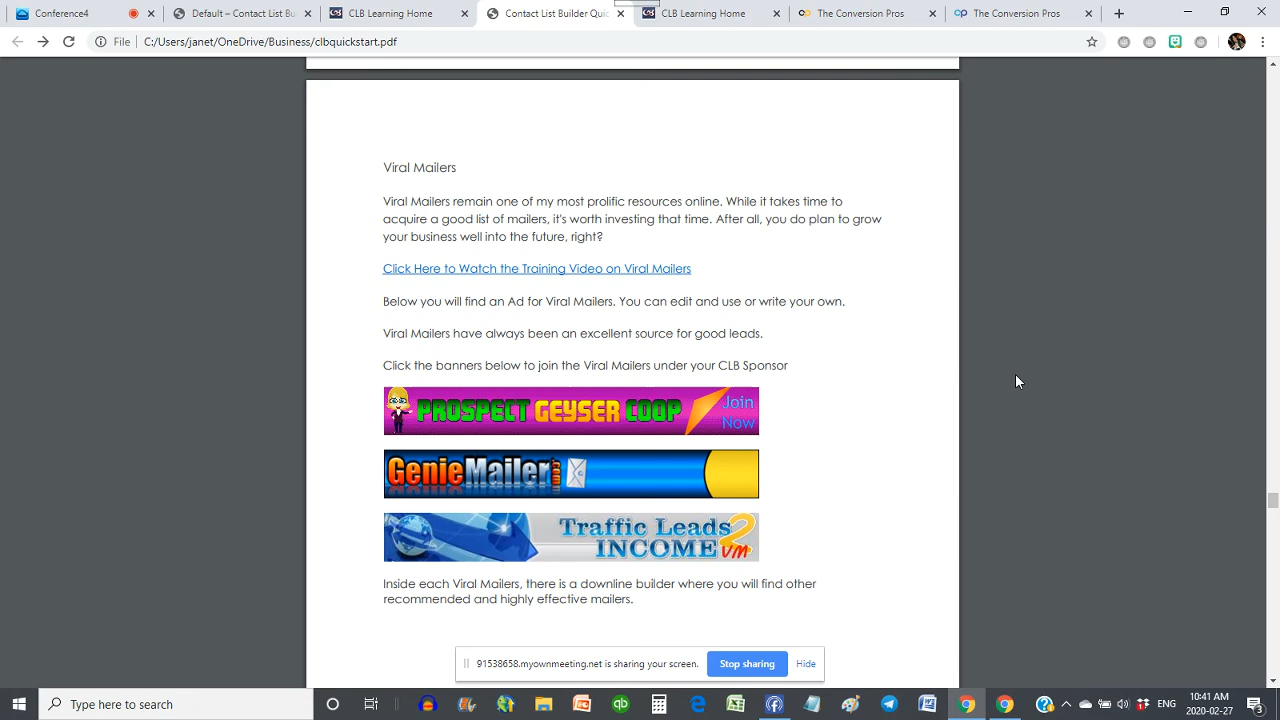 Conference4
Default – Contact List Bu
CLB Learning Home
Contact List Builder Quic
CLB Learning Home
The Conversion Pros
The Conversion Pros
File
C:/Users/janet/OneDrive/Business/clbquickstart.pdf
Viral Mailers
Viral Mailers remain one of my most prolific resources online. While it takes time to
acquire a good list of mailers, it's worth investing that time. After all, you do plan to grow
your business well into the future, right?
Click Here to Watch the Training Video on Viral Mailers
Below you will find an Ad for Viral Mailers. You can edit and use or write your own.
Viral Mailers have always been an excellent source for good leads.
Click the banners below to join the Viral Mailers under your CLB Sponsor
PROSPECT GEYSER COOP Join
Now
GenieMailer.com
Traffic Leads 2
INCOME VM
Inside each Viral Mailers, there is a downline builder where you will find other
recommended and highly effective mailers.
91538658.myownmeeting.net is sharing your screen.
Stop sharing
Hide
Type here to search
ENG
10:41 AM
2020-02-27